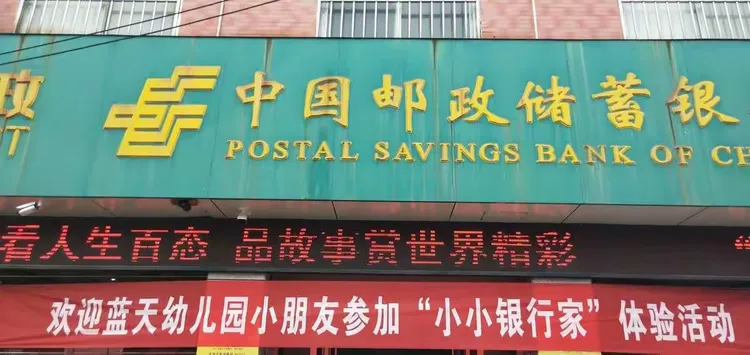 政
中国邮政储蓄银
POSTAL SAVINGS BANK OF CH
看人生百态 品故事赏世界精彩
欢迎蓝天幼儿园小朋友参加“小小银行家”体验活动